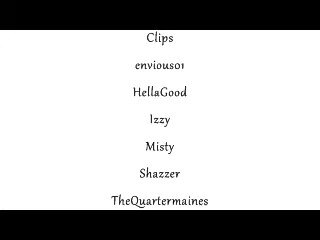 Clips
envious01
HellaGood
Izzy
Misty
Shazzer
TheQuartermaines